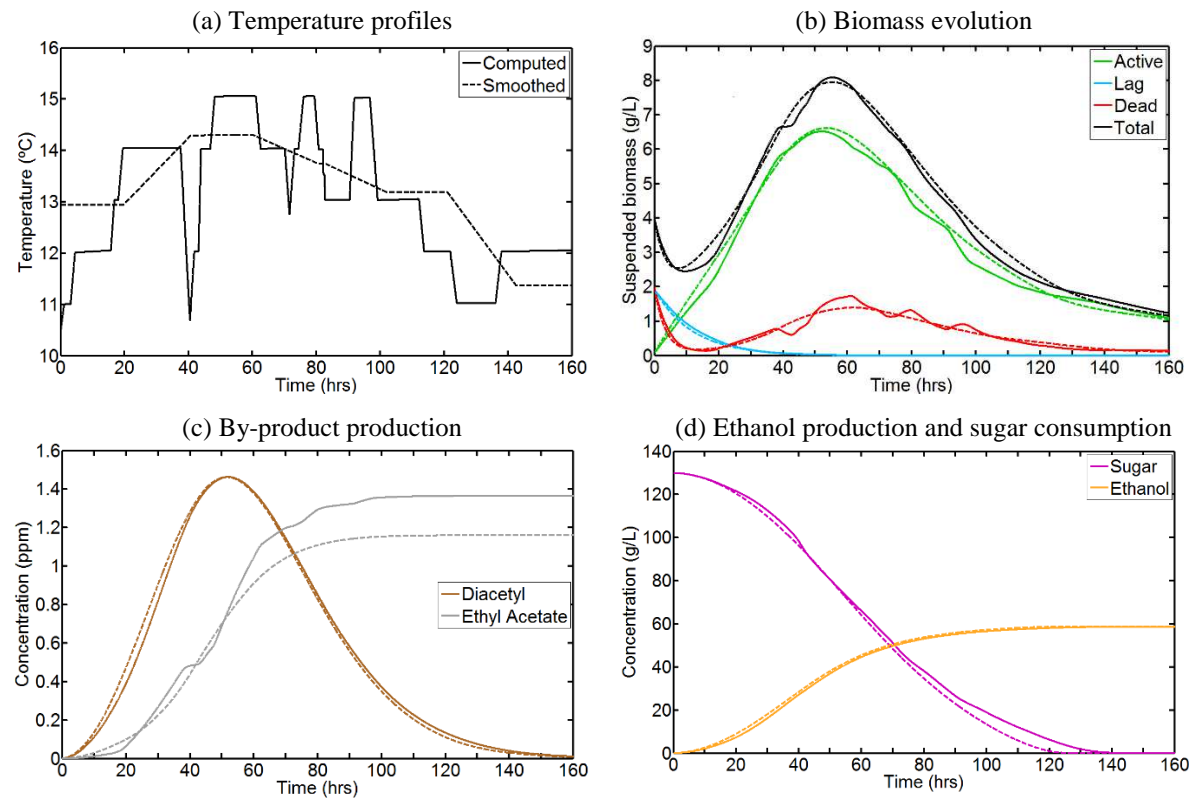 (a) Temperature profiles
16
15
14
13
12
11
10
Temperature (ºC)
Computed
Smoothed
0 20 40 60 80 100 120 140 160
Time (hrs)
(b) Biomass evolution
9
8
7
6
5
4
3
2
1
0
Suspended biomass (g/L)
Active
Lag
Dead
Total
0 20 40 60 80 100 120 140 160
Time (hrs)
(c) By-product production
1.6
1.4
1.2
1
0.8
0.6
0.4
0.2
0
Concentration (ppm)
Diacetyl
Ethyl Acetate
0 20 40 60 80 100 120 140 160
Time (hrs)
(d) Ethanol production and sugar consumption
140
120
100
80
60
40
20
0
Concentration (g/L)
Sugar
Ethanol
0 20 40 60 80 100 120 140 160
Time (hrs)